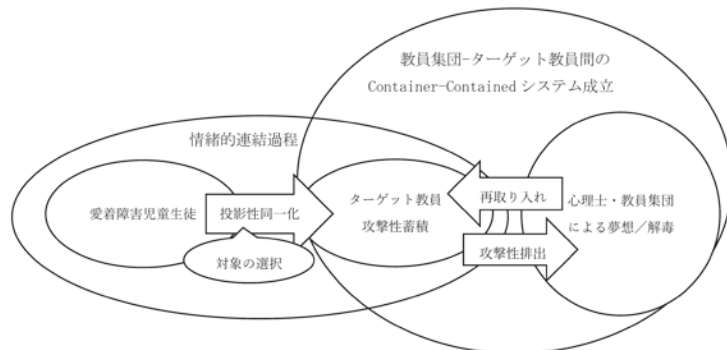 教員集団-ターゲット教員間の
Container-Contained システム成立
情緒的連結過程
愛着障害児童生徒
投影性同一化
対象の選択
ターゲット教員
攻撃性蓄積
再取り入れ
攻撃性排出
心理士・教員集団
による夢想／解毒